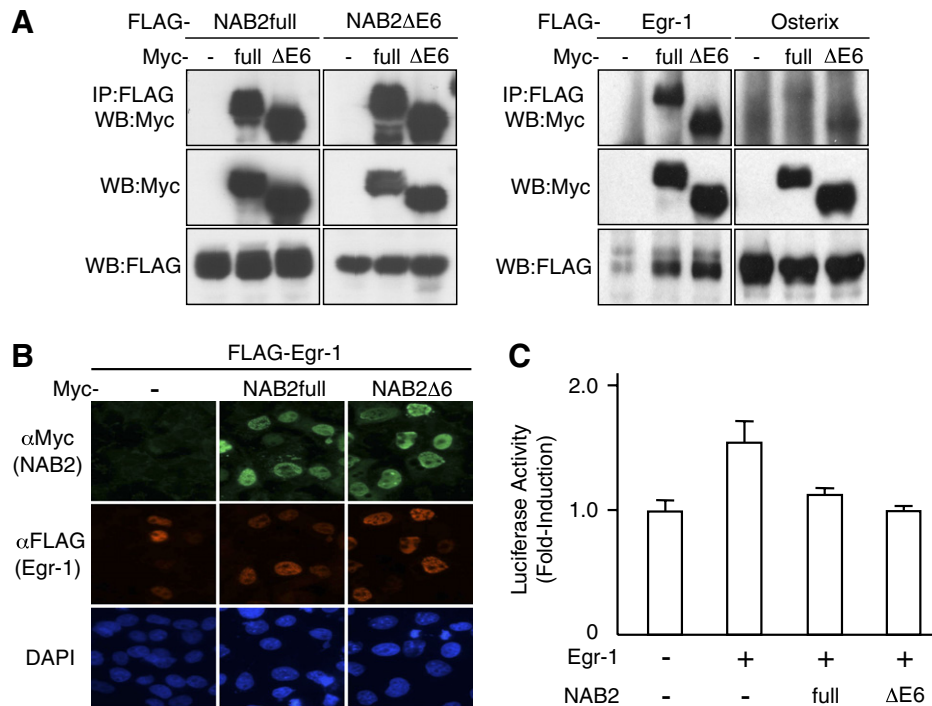 A
FLAG- NAB2full NAB2ΔE6
Myc- - full ΔE6 - full ΔE6
IP:FLAG
WB:Myc
WB:Myc
WB:FLAG
FLAG- Egr-1 Osterix
Myc- - full ΔE6 - full ΔE6
IP:FLAG
WB:Myc
WB:Myc
WB:FLAG
B
FLAG-Egr-1
Myc- - NAB2full NAB2Δ6
αMyc
(NAB2)
αFLAG
(Egr-1)
DAPI
C
Luciferase Activity
(Fold-Induction)
2.0
1.0
0
Egr-1 - + + +
NAB2 - - full ΔE6